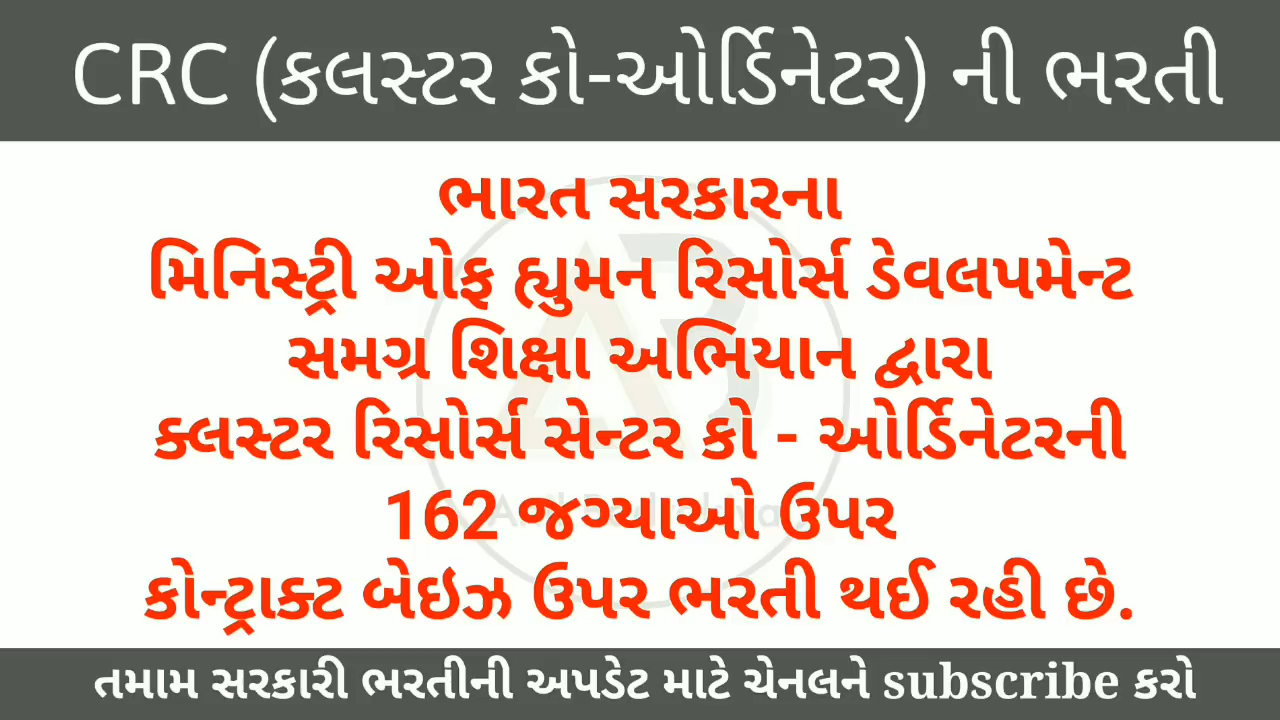 CRC (કલસ્ટર કો-ઓર્ડિનેટર) ની ભરતી
ભારત સરકારના
મિનિસ્ટ્રી ઓફ હ્યુમન રિસોર્સ ડેવલપમેન્ટ
સમગ્ર શિક્ષા અભિયાન દ્વારા
ક્લસ્ટર રિસોર્સ સેન્ટર કો - ઓર્ડિનેટરની
162 જગ્યાઓ ઉપર
કોન્ટ્રાક્ટ બેઇઝ ઉપર ભરતી થઈ રહી છે.
તમામ સરકારી ભરતીની અપડેટ માટે ચેનલને subscribe કરો